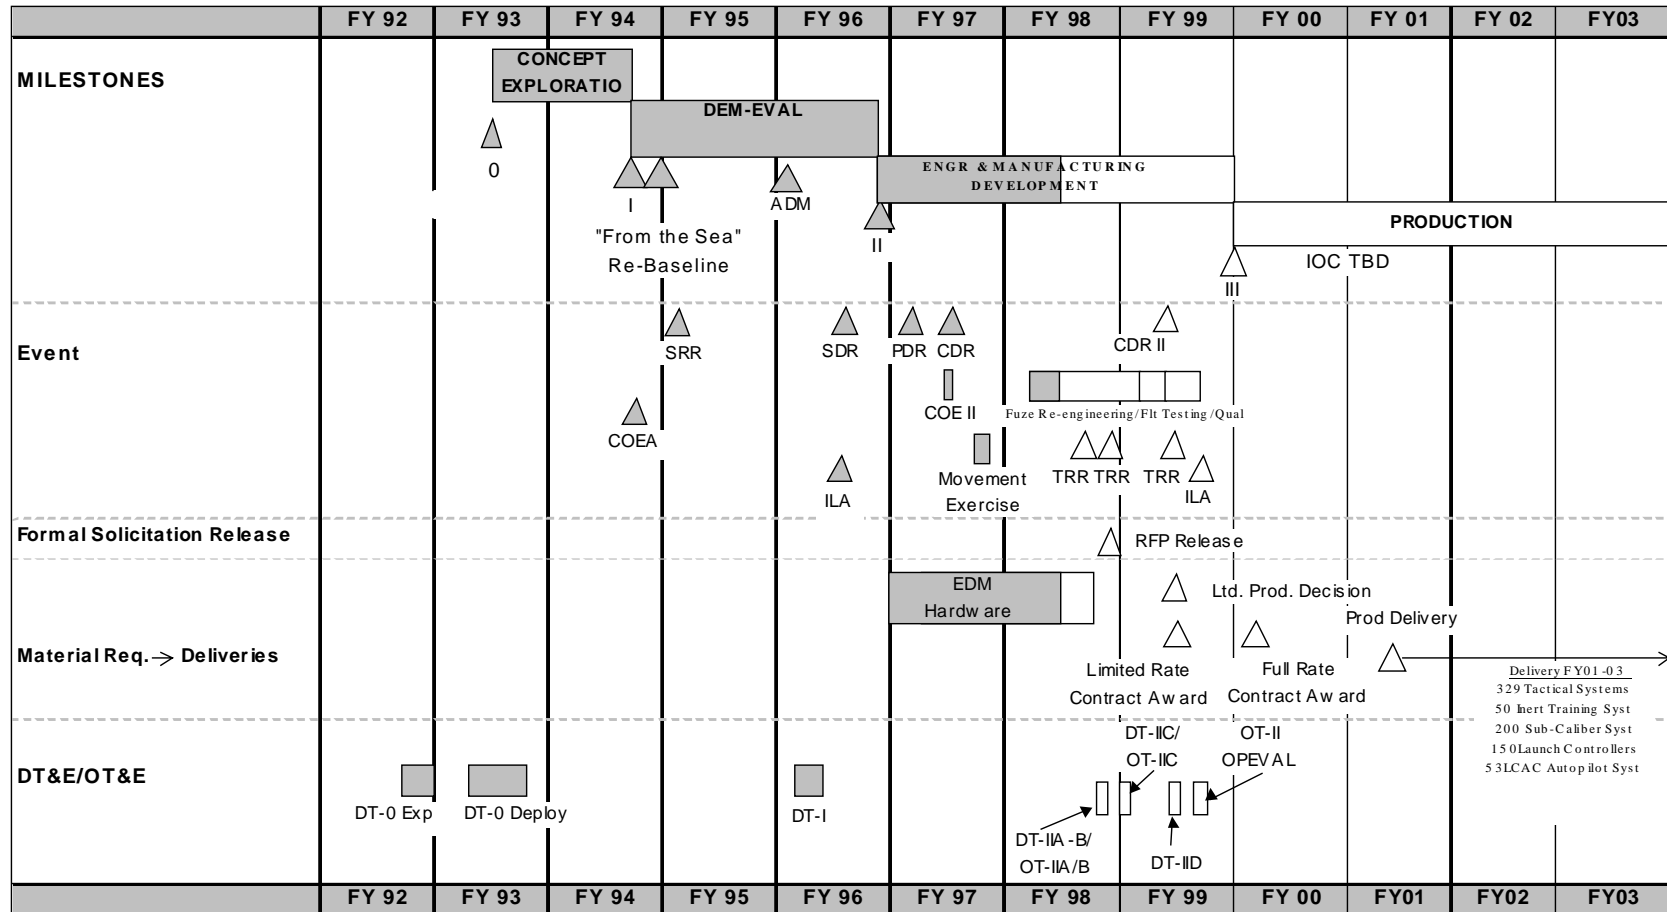 FY 92 FY 93 FY 94 FY 95 FY 96 FY 97 FY 98 FY 99 FY 00 FY 01 FY 02 FY03
MILESTONES
CONCEPT
EXPLORATIO
DEM-EVAL
0
ENGR & MANUFACTURING
DEVELOPMENT
I
ADM
II
"From the Sea"
Re-Baseline
PRODUCTION
IOC TBD
III
Event
SRR
SDR
PDR
CDR
CDR II
COE II
Fuze Re-engineering/Flt Testing/Qual
COEA
ILA
Movement
Exercise
TRR TRR TRR
ILA
Formal Solicitation Release
RFP Release
EDM
Hardware
Ltd. Prod. Decision
Prod Delivery
Material Req. → Deliveries
Limited Rate
Contract Award
Full Rate
Contract Award
Delivery FY01-03
329 Tactical Systems
50 Inert Training Syst
200 Sub-Caliber Syst
150Launch Controllers
53LCAC Autopilot Syst
DT&E/OT&E
DT-0 Exp
DT-0 Deploy
DT-I
DT-IIC/
OT-IIC
OT-II
OPEVAL
DT-IIA-B/
OT-IIA/B
DT-IID
FY 92 FY 93 FY 94 FY 95 FY 96 FY 97 FY 98 FY 99 FY 00 FY01 FY02 FY03